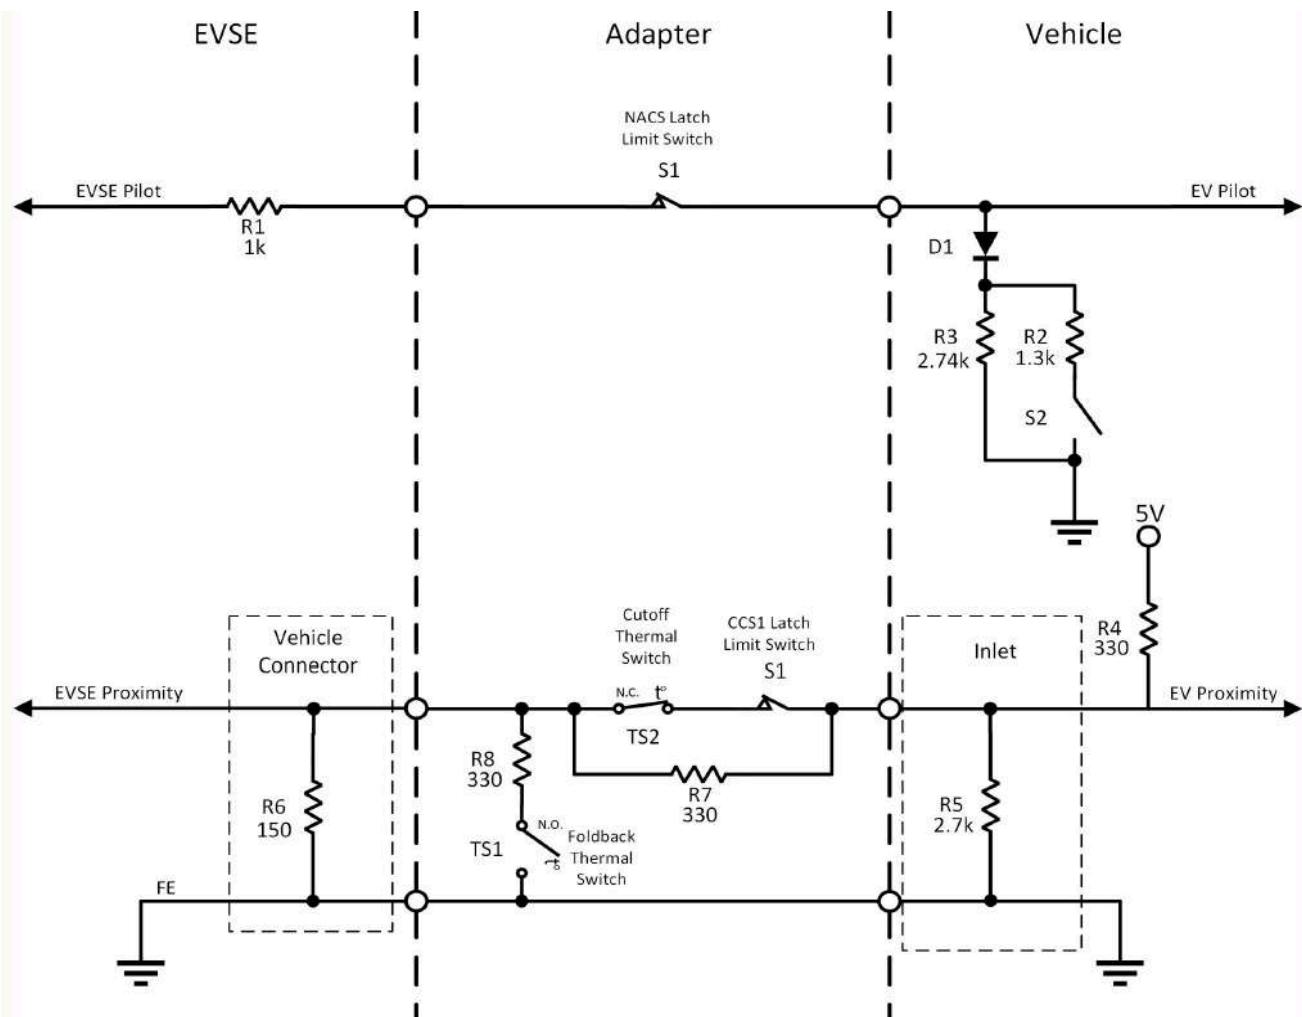 EVSE
Adapter
Vehicle
NACS Latch
Limit Switch
S1
EVSE Pilot
EV Pilot
R1
1k
D1
R3
2.74k
R2
1.3k
S2
5V
R4
330
Vehicle
Connector
Cutoff
Thermal
Switch
CCS1 Latch
Limit Switch
S1
Inlet
EVSE Proximity
N.C.
t°
EV Proximity
TS2
R8
330
R7
330
R6
150
R5
2.7k
N.O.
TS1
t°
Foldback
Thermal
Switch
FE